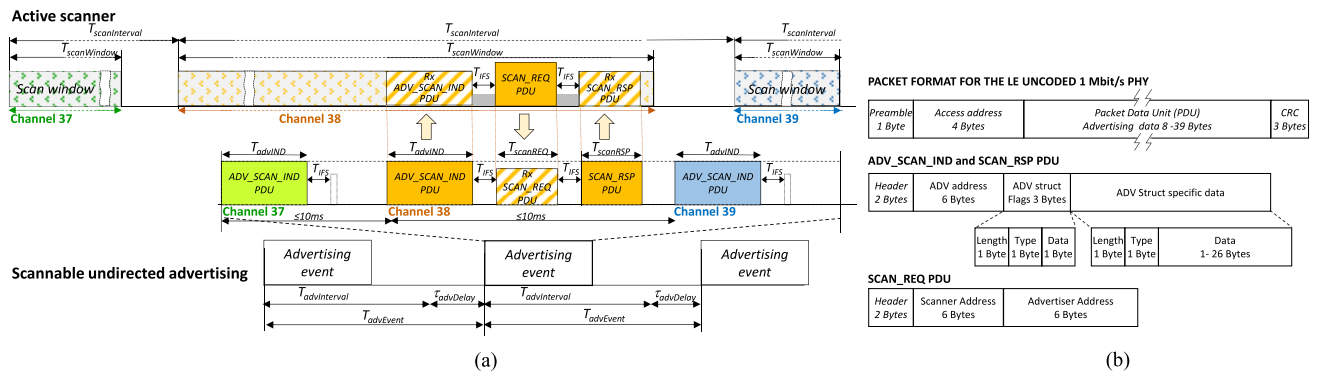 Active scanner
TscanInterval
TscanInterval
TscanInterval
TscanWindow
TscanWindow
TscanWindow
Scan window
Rx
ADV_SCAN_IND
PDU
TIFS
SCAN_REQ
PDU
TIFS
Rx
SCAN_RSP
PDU
Scan window
Channel 37
Channel 38
Channel 39
TadvIND
TadvIND
TscanREQ
TscanRSP
TadvIND
ADV_SCAN_IND
PDU
TIFS
ADV_SCAN_IND
PDU
TIFS
Rx
SCAN_REQ
PDU
TIFS
SCAN_RSP
PDU
ADV_SCAN_IND
PDU
TIFS
Channel 37
Channel 38
Channel 39
≤10ms
≤10ms
Scannable undirected advertising
Advertising
event
Advertising
event
Advertising
event
TadvInterval
τadvDelay
TadvInterval
τadvDelay
TadvEvent
TadvEvent
(a)
PACKET FORMAT FOR THE LE UNCODED 1 Mbit/s PHY
Preamble
1 Byte
Access address
4 Bytes
Packet Data Unit (PDU)
Advertising data 8 -39 Bytes
CRC
3 Bytes
ADV_SCAN_IND and SCAN_RSP PDU
Header
2 Bytes
ADV address
6 Bytes
ADV struct
Flags 3 Bytes
ADV Struct specific data
Length
1 Byte
Type
1 Byte
Data
1 Byte
Length
1 Byte
Type
1 Byte
Data
1- 26 Bytes
SCAN_REQ PDU
Header
2 Bytes
Scanner Address
6 Bytes
Advertiser Address
6 Bytes
(b)